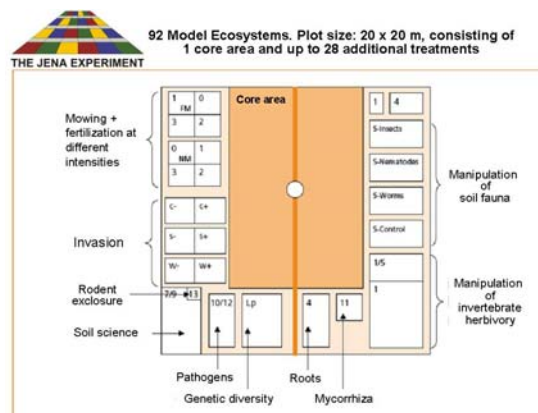 92 Model Ecosystems. Plot size: 20 x 20 m, consisting of
1 core area and up to 28 additional treatments
THE JENA EXPERIMENT
Mowing +
fertilization at
different
intensities
1 0
FM
3 2
0 1
NM
3 2
Core area
1 4
S-Insects
S-Nematodes
S-Worms
S-Control
Manipulation
of
soil fauna
Invasion
C- C+
S- S+
W- W+
1/5
1
Manipulation
of
invertebrate
herbivory
Rodent
exclosure
7/9 13
Soil science
10/12
Lp
4
11
Pathogens
Roots
Genetic diversity
Mycorrhiza